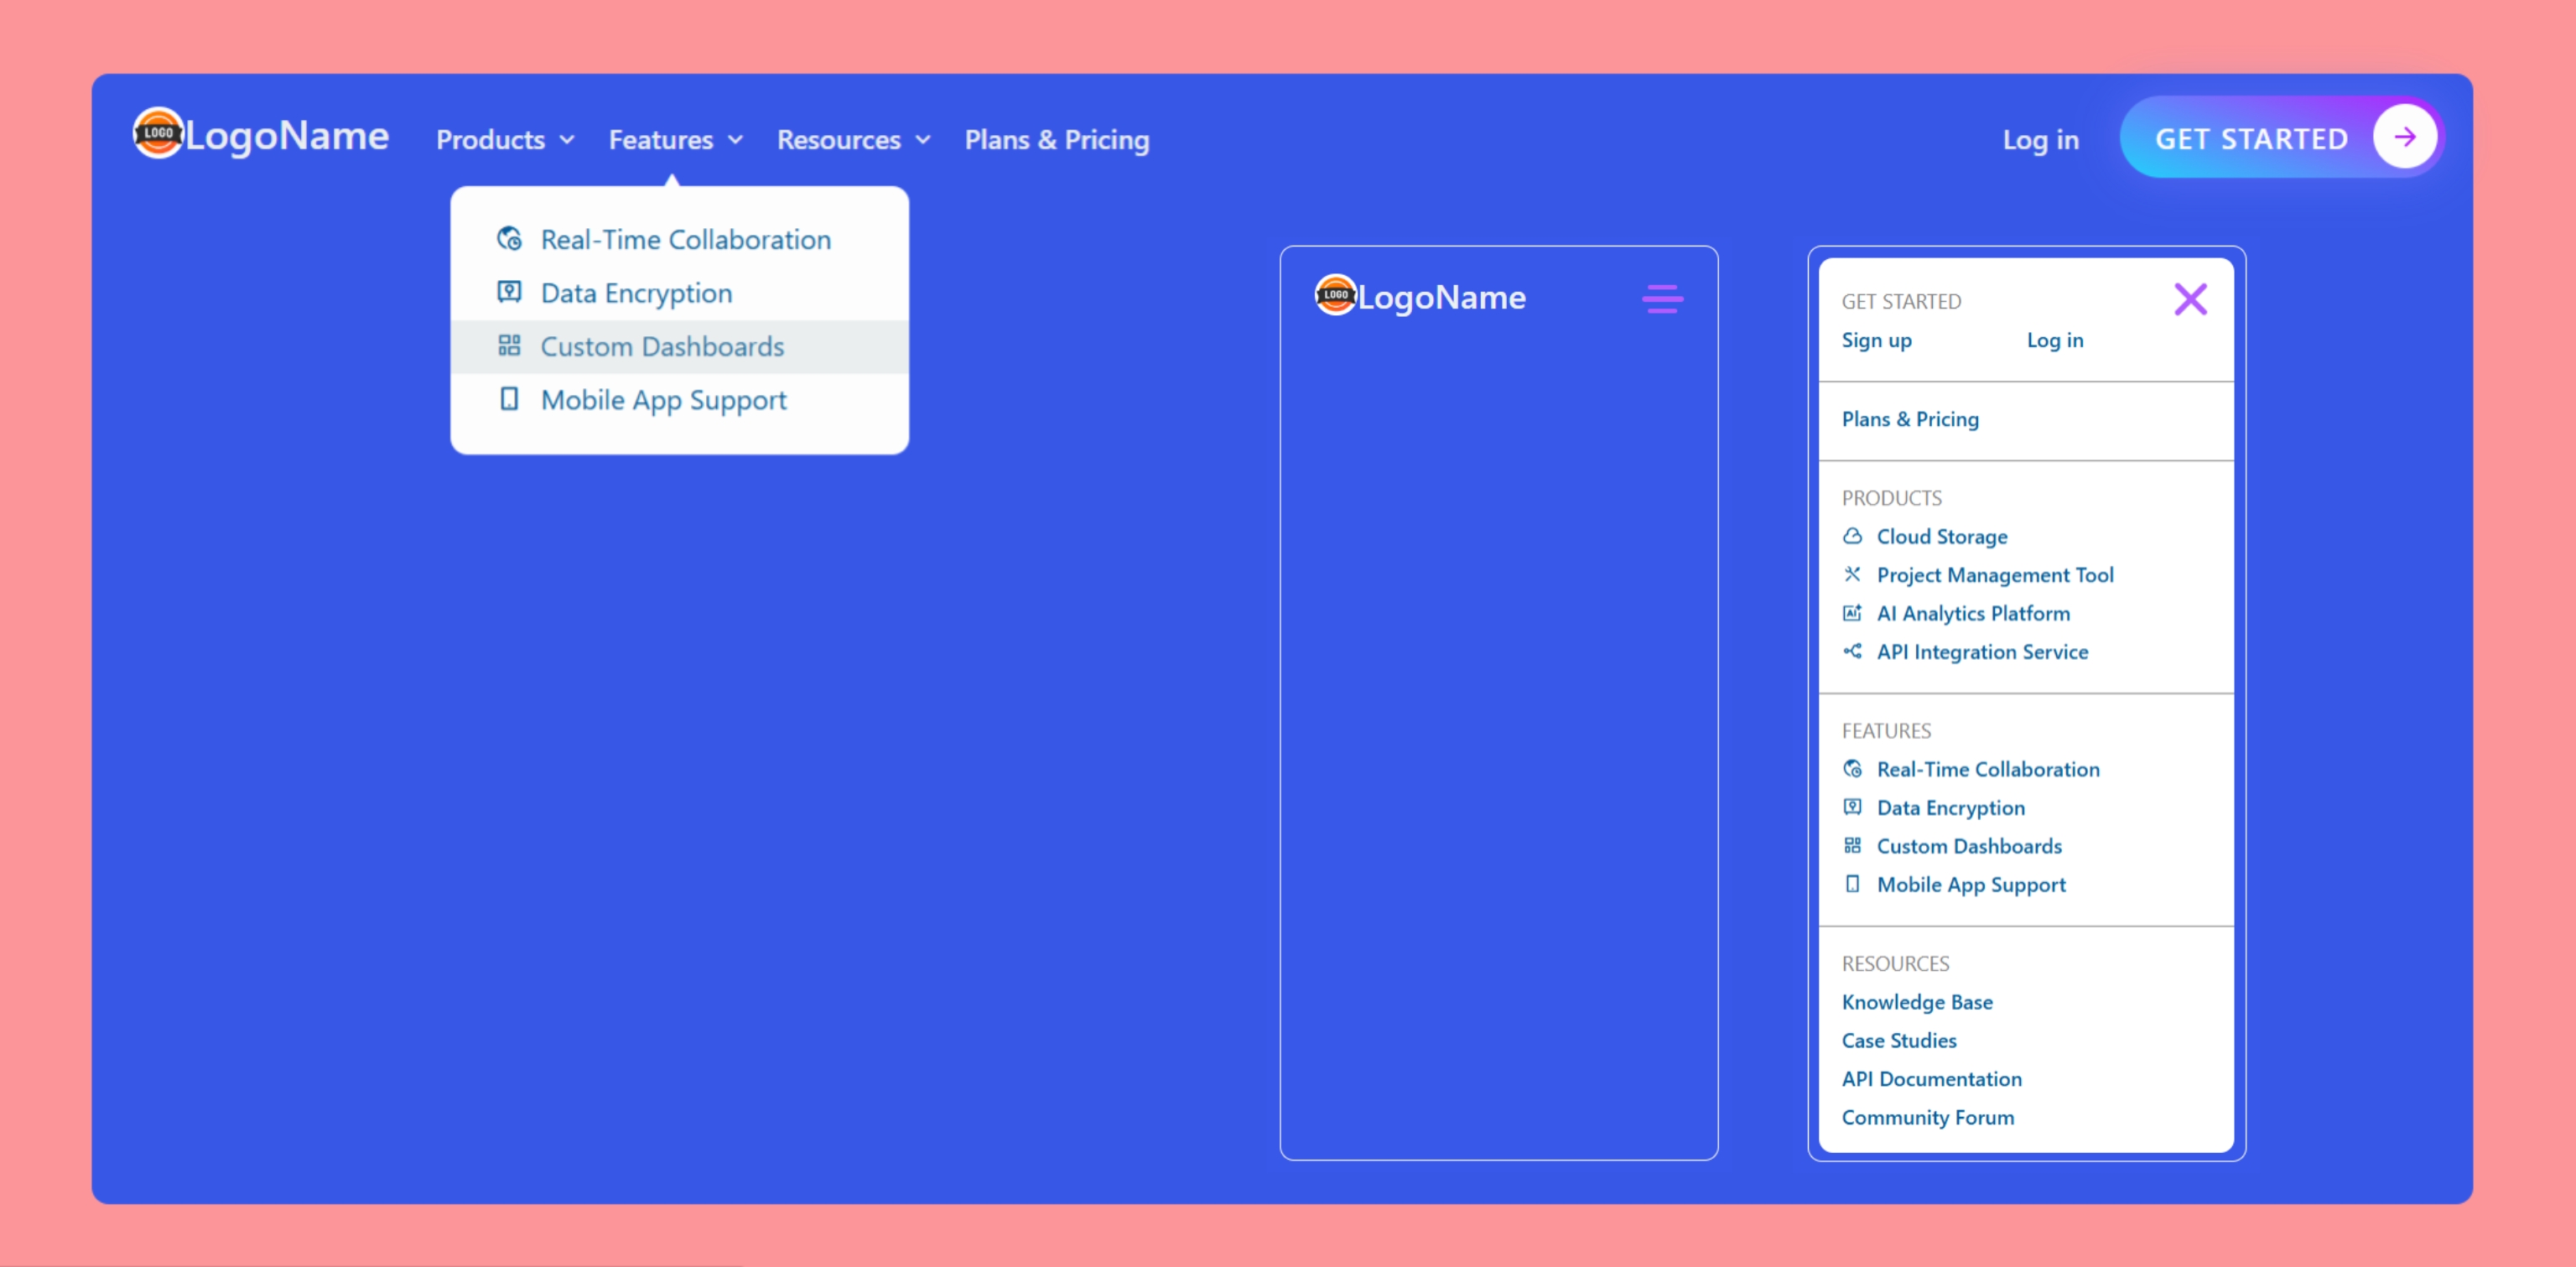 LOGO LogoName Products Features Resources Plans & Pricing Log in GET STARTED
Real-Time Collaboration
Data Encryption
Custom Dashboards
Mobile App Support
LOGO LogoName
GET STARTED
Sign up Log in
Plans & Pricing
PRODUCTS
Cloud Storage
Project Management Tool
AI AI Analytics Platform
API Integration Service
FEATURES
Real-Time Collaboration
Data Encryption
Custom Dashboards
Mobile App Support
RESOURCES
Knowledge Base
Case Studies
API Documentation
Community Forum